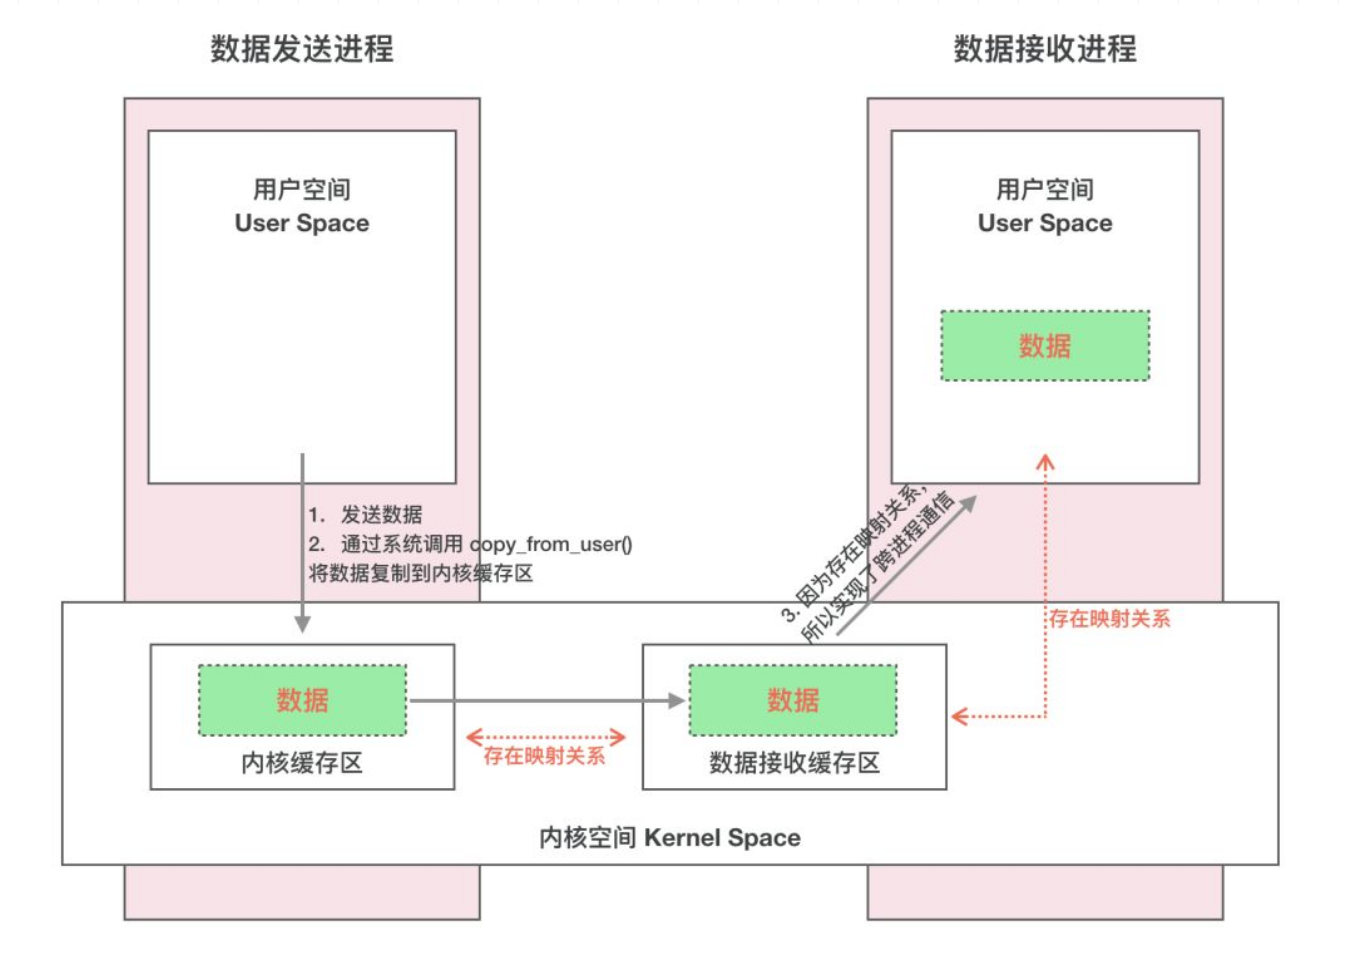 数据发送进程
数据接收进程
用户空间
User Space
用户空间
User Space
数据
1. 发送数据
2. 通过系统调用 copy_from_user()
将数据复制到内核缓存区
3. 因为存在映射关系，
所以实现了跨进程通信
存在映射关系
数据
内核缓存区
存在映射关系
数据
数据接收缓存区
内核空间 Kernel Space